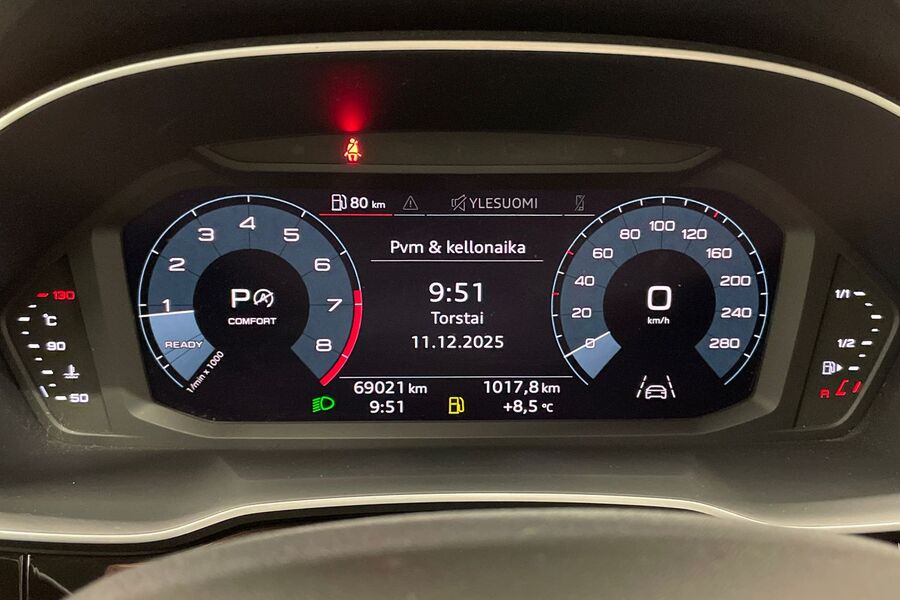 80 km
YLESUOMI
Pvm & kellonaika
9:51
Torstai
11.12.2025
69021 km
1017,8 km
9:51
+8,5 °C
1
2
3
4
5
6
7
8
P
A
COMFORT
READY
1/min x 1000
0
20
40
60
80
100
120
160
200
240
280
0
km/h
130
°C
90
50
1/1
1/2
R